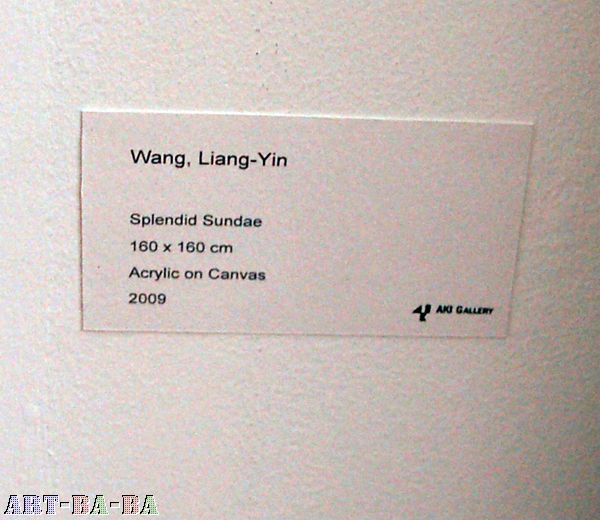 Wang, Liang-Yin
Splendid Sundae
160 x 160 cm
Acrylic on Canvas
2009
AKI GALLERY
ART-BA-BA